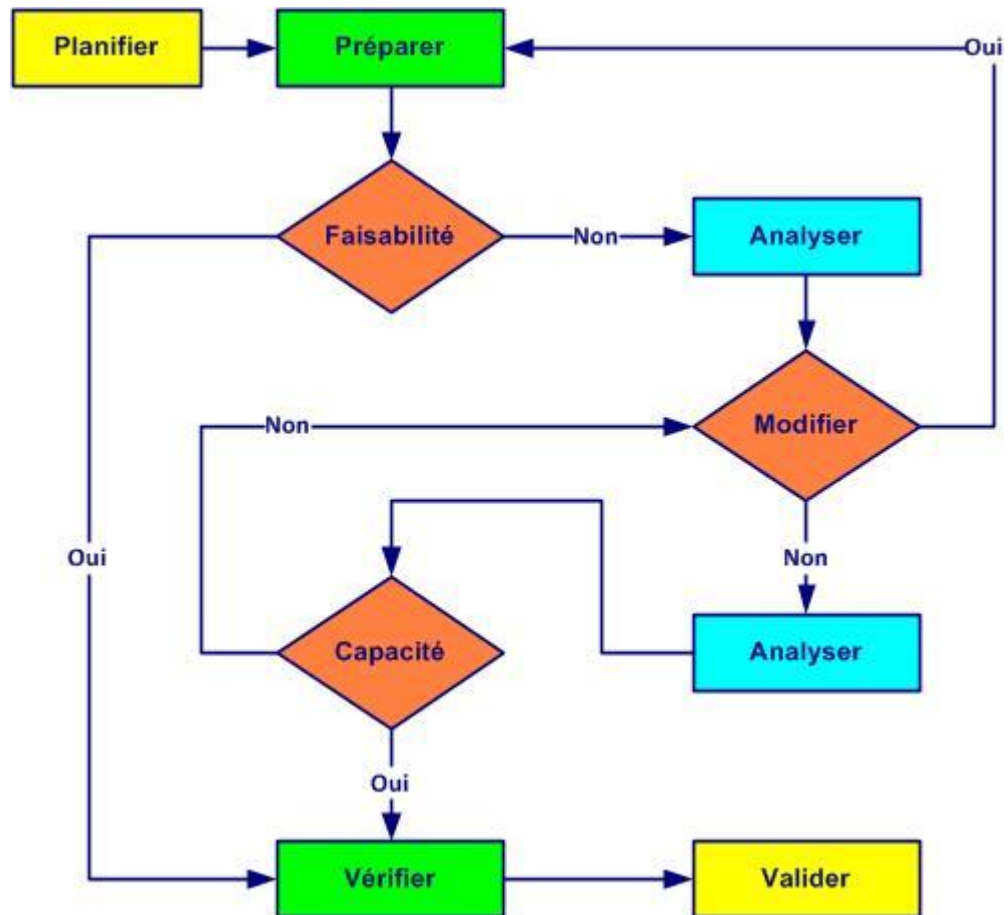 Planifier
Préparer
Oui
Faisabilité
Non
Analyser
Non
Modifier
Oui
Non
Capacité
Analyser
Oui
Vérifier
Valider